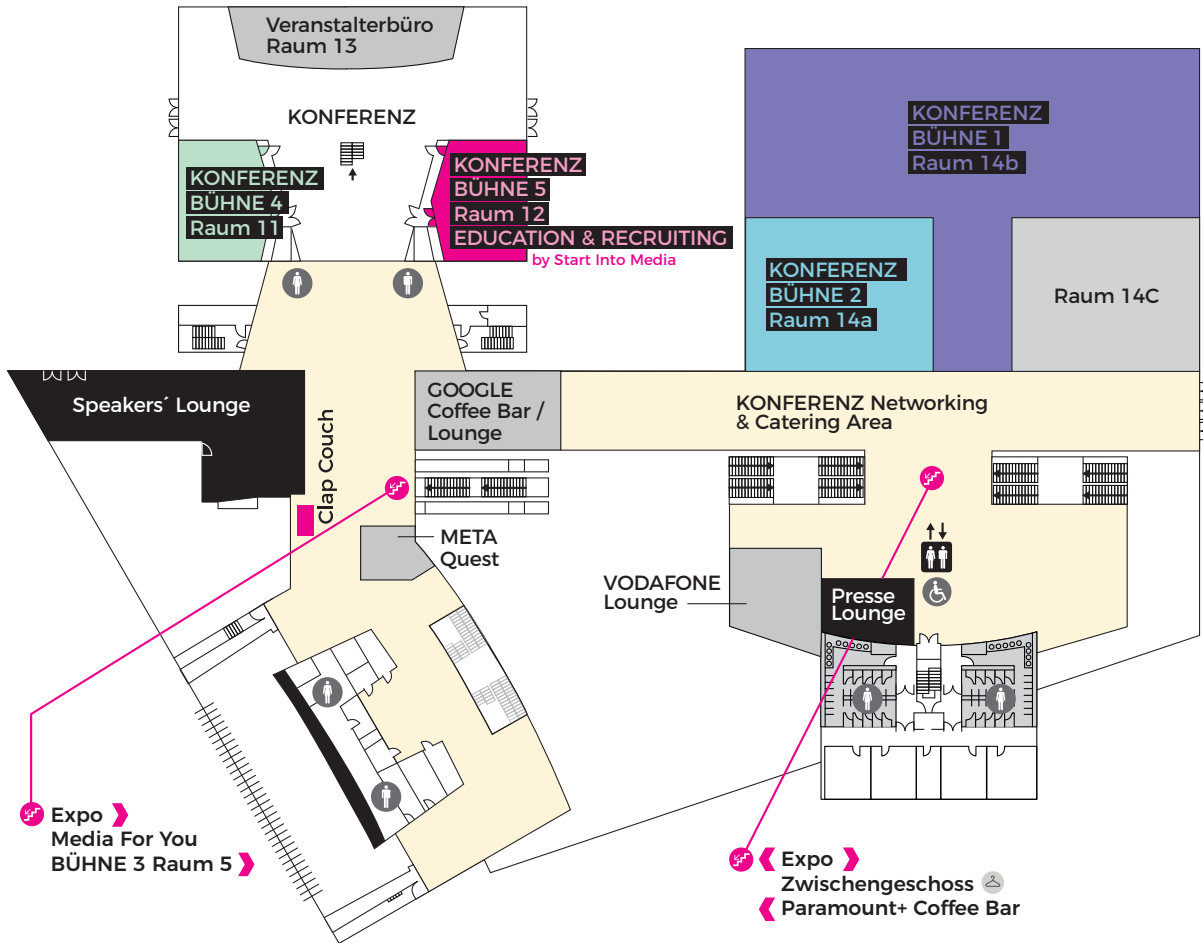 Veranstalterbüro
Raum 13
KONFERENZ
KONFERENZ
BÜHNE 4
Raum 11
KONFERENZ
BÜHNE 5
Raum 12
EDUCATION & RECRUITING
by Start Into Media
KONFERENZ
BÜHNE 1
Raum 14b
KONFERENZ
BÜHNE 2
Raum 14a
Raum 14C
Speakers´ Lounge
Clap Couch
GOOGLE
Coffee Bar /
Lounge
KONFERENZ Networking
& Catering Area
META
Quest
VODAFONE
Lounge
Presse
Lounge
Expo
Media For You
BÜHNE 3 Raum 5
Expo
Zwischengeschoss
Paramount+ Coffee Bar